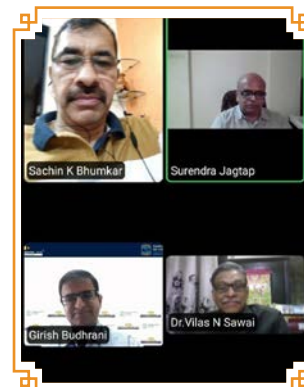 Sachin K Bhumkar
Surendra Jagtap
Girish Budhrani
Dr.Vilas N Sawai